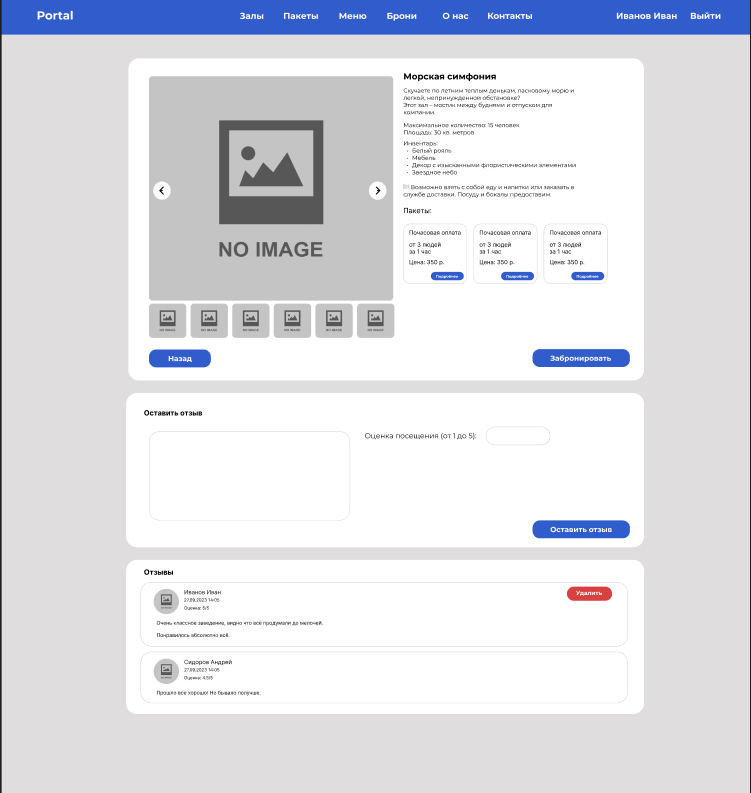 Portal
Залы Пакеты Меню Брони О нас Контакты Иванов Иван Выйти
NO IMAGE
NO IMAGE NO IMAGE NO IMAGE NO IMAGE NO IMAGE NO IMAGE
Назад
Морская симфония
Скучаете по летним теплым денькам, ласковому морю и
легкой, непринужденной обстановке?
Этот зал – мостик между буднями и отпуском для
компании.
Максимальное количество: 15 человек
Площадь: 30 кв. метров
Инвентарь:
• Белый рояль
• Мебель
• Декор с изысканными флористическими элементами
• Звездное небо
!!! Возможно взять с собой еду и напитки или заказать в
службе доставки. Посуду и бокалы предоставим.
Пакеты:
Почасовая оплата
от 3 людей
за 1 час
Цена: 350 р.
Подробнее
Почасовая оплата
от 3 людей
за 1 час
Цена: 350 р.
Подробнее
Почасовая оплата
от 3 людей
за 1 час
Цена: 350 р.
Подробнее
Забронировать
Оставить отзыв
Оценка посещения (от 1 до 5):
Оставить отзыв
Отзывы
NO IMAGE
Иванов Иван
27.09.2023 14:05
Оценка: 5/5
Удалить
Очень классное заведение, видно что всё продумали до мелочей.
Понравилось абсолютно всё.
NO IMAGE
Сидоров Андрей
27.09.2023 14:05
Оценка: 4.5/5
Прошло все хорошо! Но бывало получше.